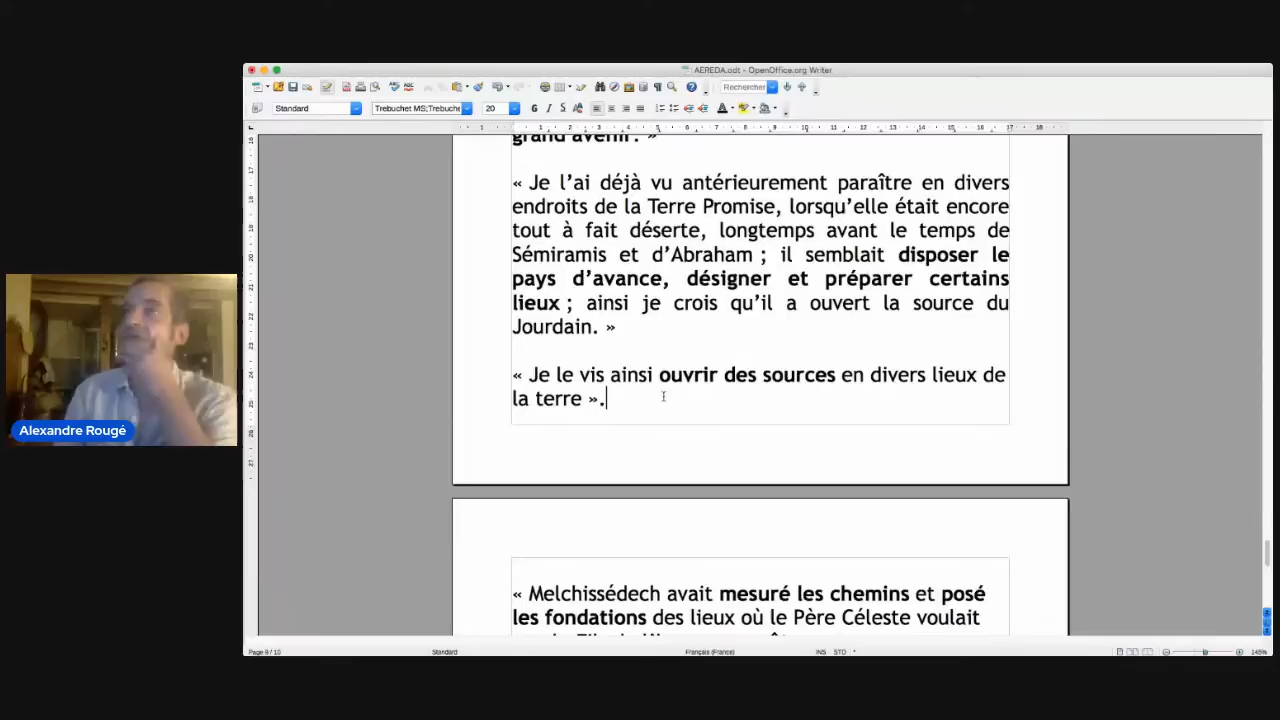 AEREDA.odt - OpenOffice.org Writer
Rechercher
Standard
Trebuchet MS;Trebuche
20
grand avenir. »
« Je l’ai déjà vu antérieurement paraître en divers
endroits de la Terre Promise, lorsqu’elle était encore
tout à fait déserte, longtemps avant le temps de
Sémiramis et d’Abraham ; il semblait disposer le
pays d’avance, désigner et préparer certains
lieux ; ainsi je crois qu’il a ouvert la source du
Jourdain. »
« Je le vis ainsi ouvrir des sources en divers lieux de
la terre ».
Alexandre Rougé
« Melchissédech avait mesuré les chemins et posé
les fondations des lieux où le Père Céleste voulait
Page 9 / 10
Standard
Français (France)
INS STD *
145%